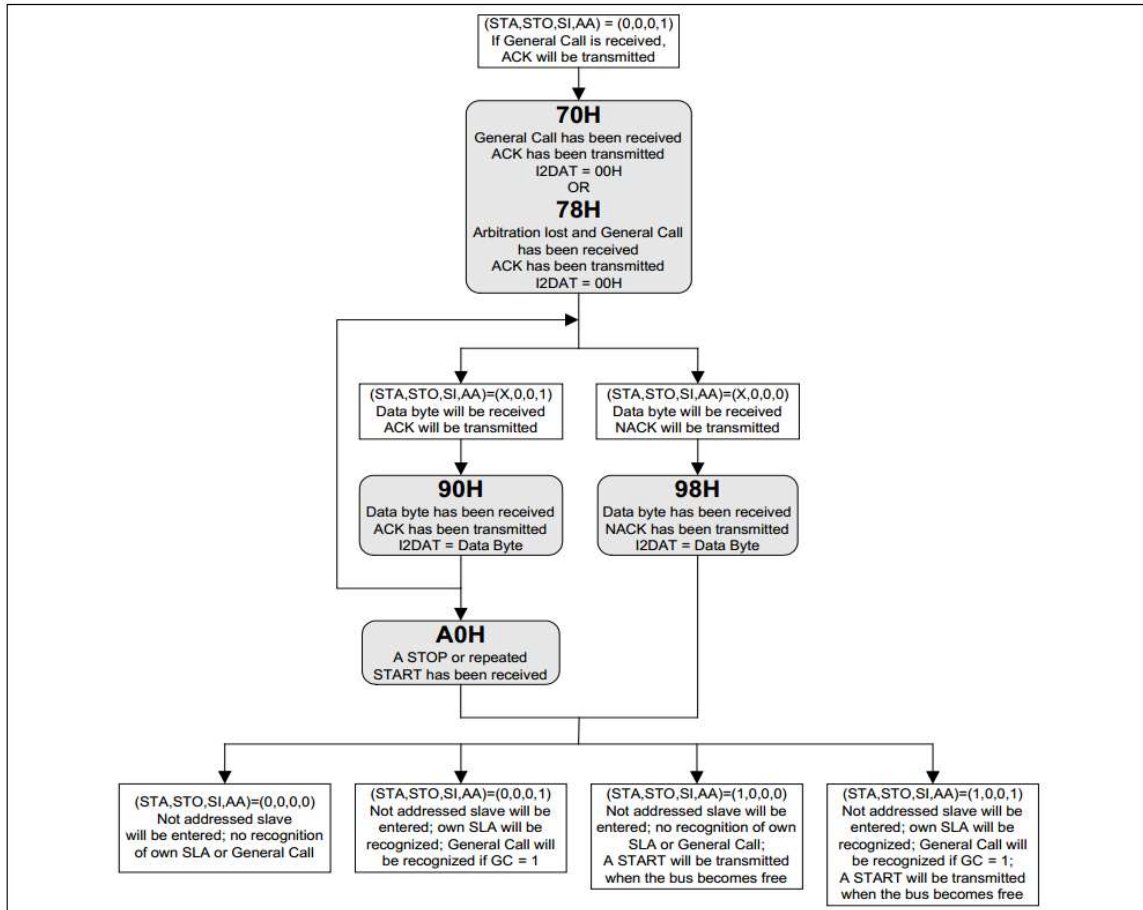 (STA,STO,SI,AA) = (0,0,0,1)
If General Call is received,
ACK will be transmitted
70H
General Call has been received
ACK has been transmitted
I2DAT = 00H
OR
78H
Arbitration lost and General Call
has been received
ACK has been transmitted
I2DAT = 00H
(STA,STO,SI,AA)=(X,0,0,1)
Data byte will be received
ACK will be transmitted
(STA,STO,SI,AA)=(X,0,0,0)
Data byte will be received
NACK will be transmitted
90H
Data byte has been received
ACK has been transmitted
I2DAT = Data Byte
98H
Data byte has been received
NACK has been transmitted
I2DAT = Data Byte
A0H
A STOP or repeated
START has been received
(STA,STO,SI,AA)=(0,0,0,0)
Not addressed slave
will be entered; no recognition
of own SLA or General Call
(STA,STO,SI,AA)=(0,0,0,1)
Not addressed slave will be
entered; own SLA will be
recognized; General Call will
be recognized if GC = 1
(STA,STO,SI,AA)=(1,0,0,0)
Not addressed slave will be
entered; no recognition of own
SLA or General Call;
A START will be transmitted
when the bus becomes free
(STA,STO,SI,AA)=(1,0,0,1)
Not addressed slave will be
entered; own SLA will be
recognized; General Call will
be recognized if GC = 1;
A START will be transmitted
when the bus becomes free